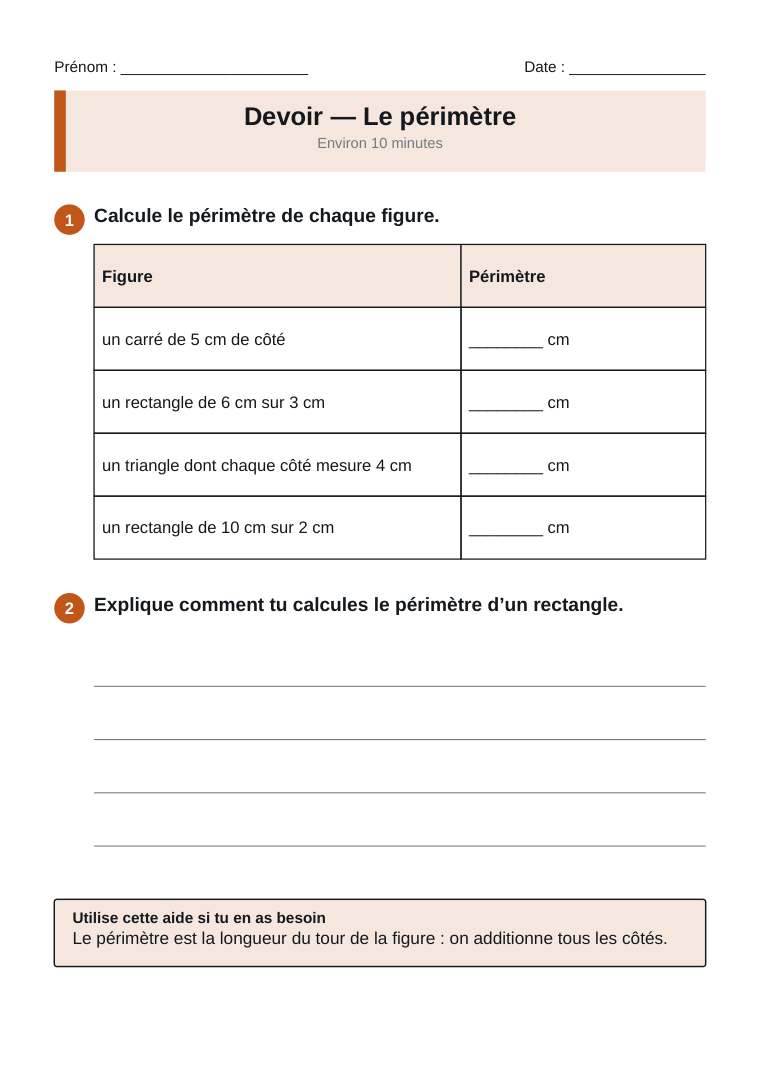 Prénom : ______________________ Date : ________________
Devoir — Le périmètre
Environ 10 minutes
1 Calcule le périmètre de chaque figure.
Figure Périmètre
un carré de 5 cm de côté ________ cm
un rectangle de 6 cm sur 3 cm ________ cm
un triangle dont chaque côté mesure 4 cm ________ cm
un rectangle de 10 cm sur 2 cm ________ cm
2 Explique comment tu calcules le périmètre d’un rectangle.
Utilise cette aide si tu en as besoin
Le périmètre est la longueur du tour de la figure : on additionne tous les côtés.